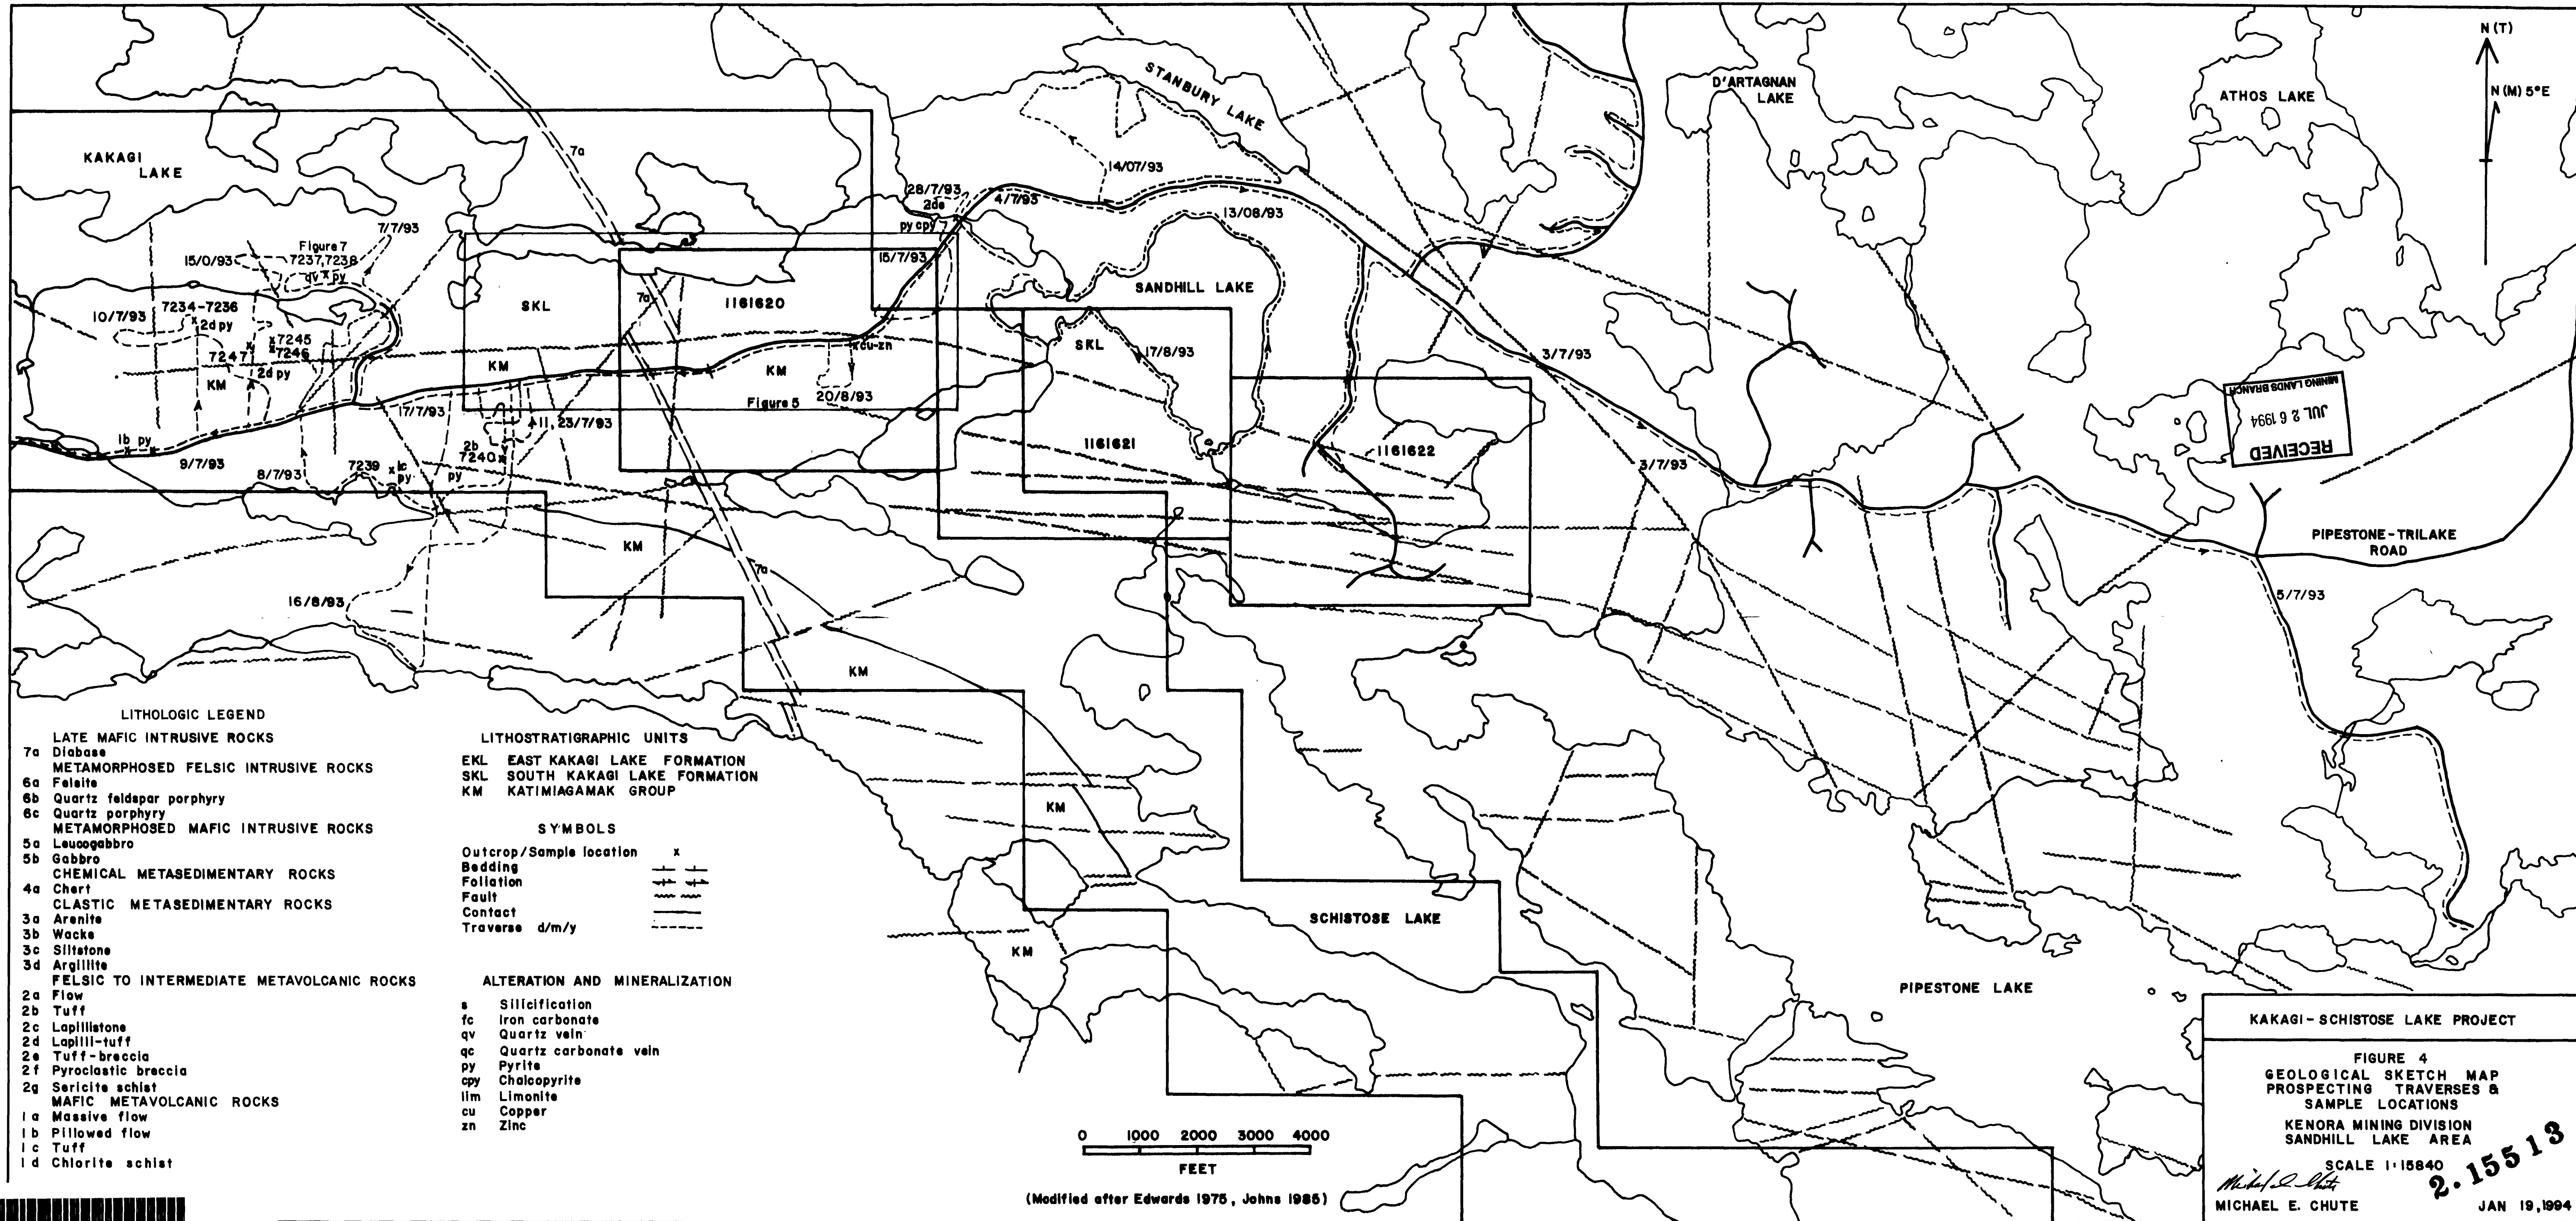 N (T)
N (M) 5°E
STANBURY LAKE
D'ARTAGNAN
LAKE
ATHOS LAKE
KAKAGI
LAKE
7a
14/07/93
28/7/93
2de
4/7/93
py cpy
13/08/93
7/7/93
Figure 7
15/0/93
7237,7238
qv x py
15/7/93
SKL
7a
1161620
SANDHILL LAKE
7234-7236
10/7/93
x 2d py
7245
7246
7247
2d py
KM
KM
KM
x cu-zn
SKL
17/8/93
3/7/93
Figure 5
20/8/93
17/7/93
11, 23/7/93
1b py
9/7/93
2b
7240 x
7239 x 1c
py
py
8/7/93
1161621
1161622
3/7/93
MINING LANDS BRANCH
JUL 26 1994
RECEIVED
KM
7a
PIPESTONE-TRILAKE
ROAD
16/8/93
5/7/93
KM
KM
KM
SCHISTOSE LAKE
PIPESTONE LAKE
LITHOLOGIC LEGEND
LATE MAFIC INTRUSIVE ROCKS
7a Diabase
METAMORPHOSED FELSIC INTRUSIVE ROCKS
6a Felsite
6b Quartz feldspar porphyry
6c Quartz porphyry
METAMORPHOSED MAFIC INTRUSIVE ROCKS
5a Leucogabbro
5b Gabbro
CHEMICAL METASEDIMENTARY ROCKS
4a Chert
CLASTIC METASEDIMENTARY ROCKS
3a Arenite
3b Wacke
3c Siltstone
3d Argillite
FELSIC TO INTERMEDIATE METAVOLCANIC ROCKS
2a Flow
2b Tuff
2c Lapillistone
2d Lapilli-tuff
2e Tuff-breccia
2f Pyroclastic breccia
2g Sericite schist
MAFIC METAVOLCANIC ROCKS
1a Massive flow
1b Pillowed flow
1c Tuff
1d Chlorite schist
LITHOSTRATIGRAPHIC UNITS
EKL EAST KAKAGI LAKE FORMATION
SKL SOUTH KAKAGI LAKE FORMATION
KM KATIMIAGAMAK GROUP
SYMBOLS
Outcrop/Sample location x
Bedding
Foliation
Fault
Contact
Traverse d/m/y
ALTERATION AND MINERALIZATION
s Silicification
fc Iron carbonate
qv Quartz vein
qc Quartz carbonate vein
py Pyrite
cpy Chalcopyrite
lim Limonite
cu Copper
zn Zinc
0 1000 2000 3000 4000
FEET
(Modified after Edwards 1975, Johns 1985)
KAKAGI-SCHISTOSE LAKE PROJECT
FIGURE 4
GEOLOGICAL SKETCH MAP
PROSPECTING TRAVERSES &
SAMPLE LOCATIONS
KENORA MINING DIVISION
SANDHILL LAKE AREA
SCALE 1:15840
2.15513
MICHAEL E. CHUTE JAN 19, 1994